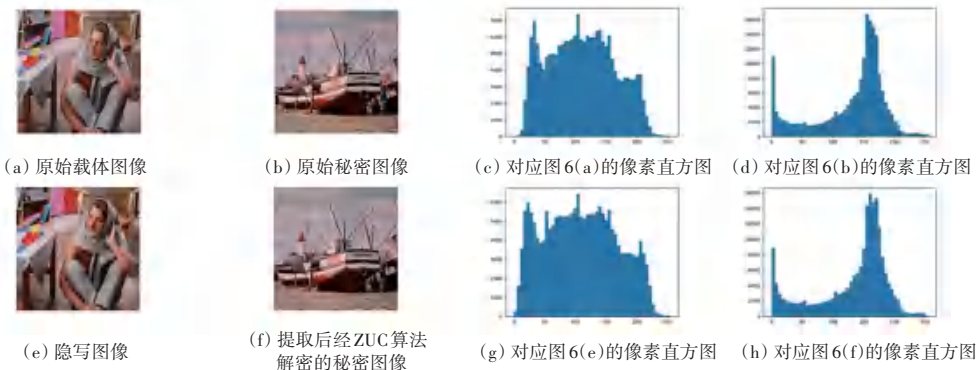 (a) 原始载体图像
(b) 原始秘密图像
(c) 对应图6(a)的像素直方图
(d) 对应图6(b)的像素直方图
(e) 隐写图像
(f) 提取后经ZUC算法
解密的秘密图像
(g) 对应图6(e)的像素直方图
(h) 对应图6(f)的像素直方图